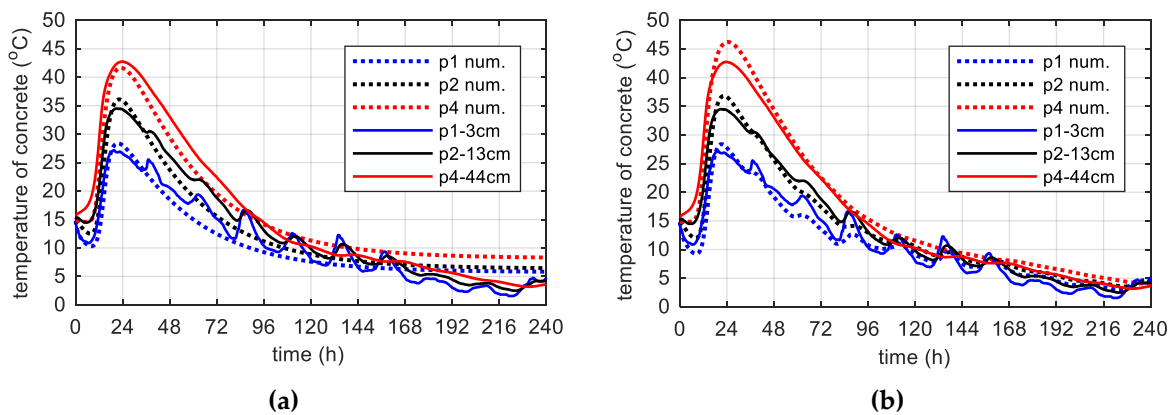 50
45
40
35
30
25
20
15
10
5
0
temperature of concrete (°C)
p1 num.
p2 num.
p4 num.
p1-3cm
p2-13cm
p4-44cm
0 24 48 72 96 120 144 168 192 216 240
time (h)
(a)
50
45
40
35
30
25
20
15
10
5
0
temperature of concrete (°C)
p1 num.
p2 num.
p4 num.
p1-3cm
p2-13cm
p4-44cm
0 24 48 72 96 120 144 168 192 216 240
time (h)
(b)